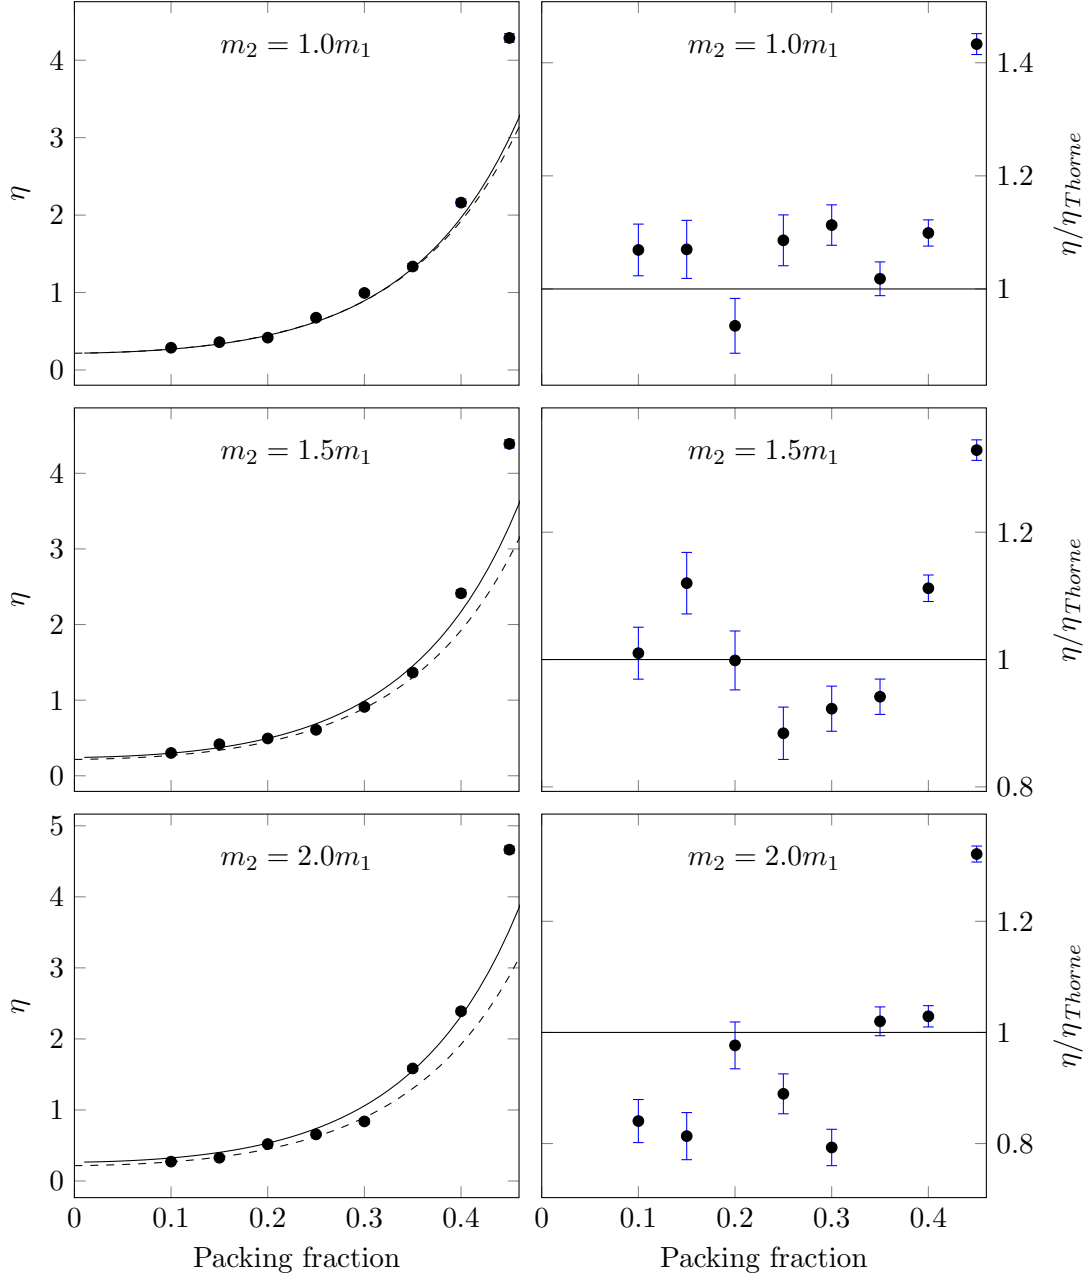 m₂ = 1.0m₁
4
3
2
1
0
η
m₂ = 1.0m₁
1.4
1.2
1
η/η_Thorne
m₂ = 1.5m₁
4
3
2
1
0
η
m₂ = 1.5m₁
1.2
1
0.8
η/η_Thorne
m₂ = 2.0m₁
5
4
3
2
1
0
η
0 0.1 0.2 0.3 0.4
Packing fraction
m₂ = 2.0m₁
1.2
1
0.8
η/η_Thorne
0 0.1 0.2 0.3 0.4
Packing fraction